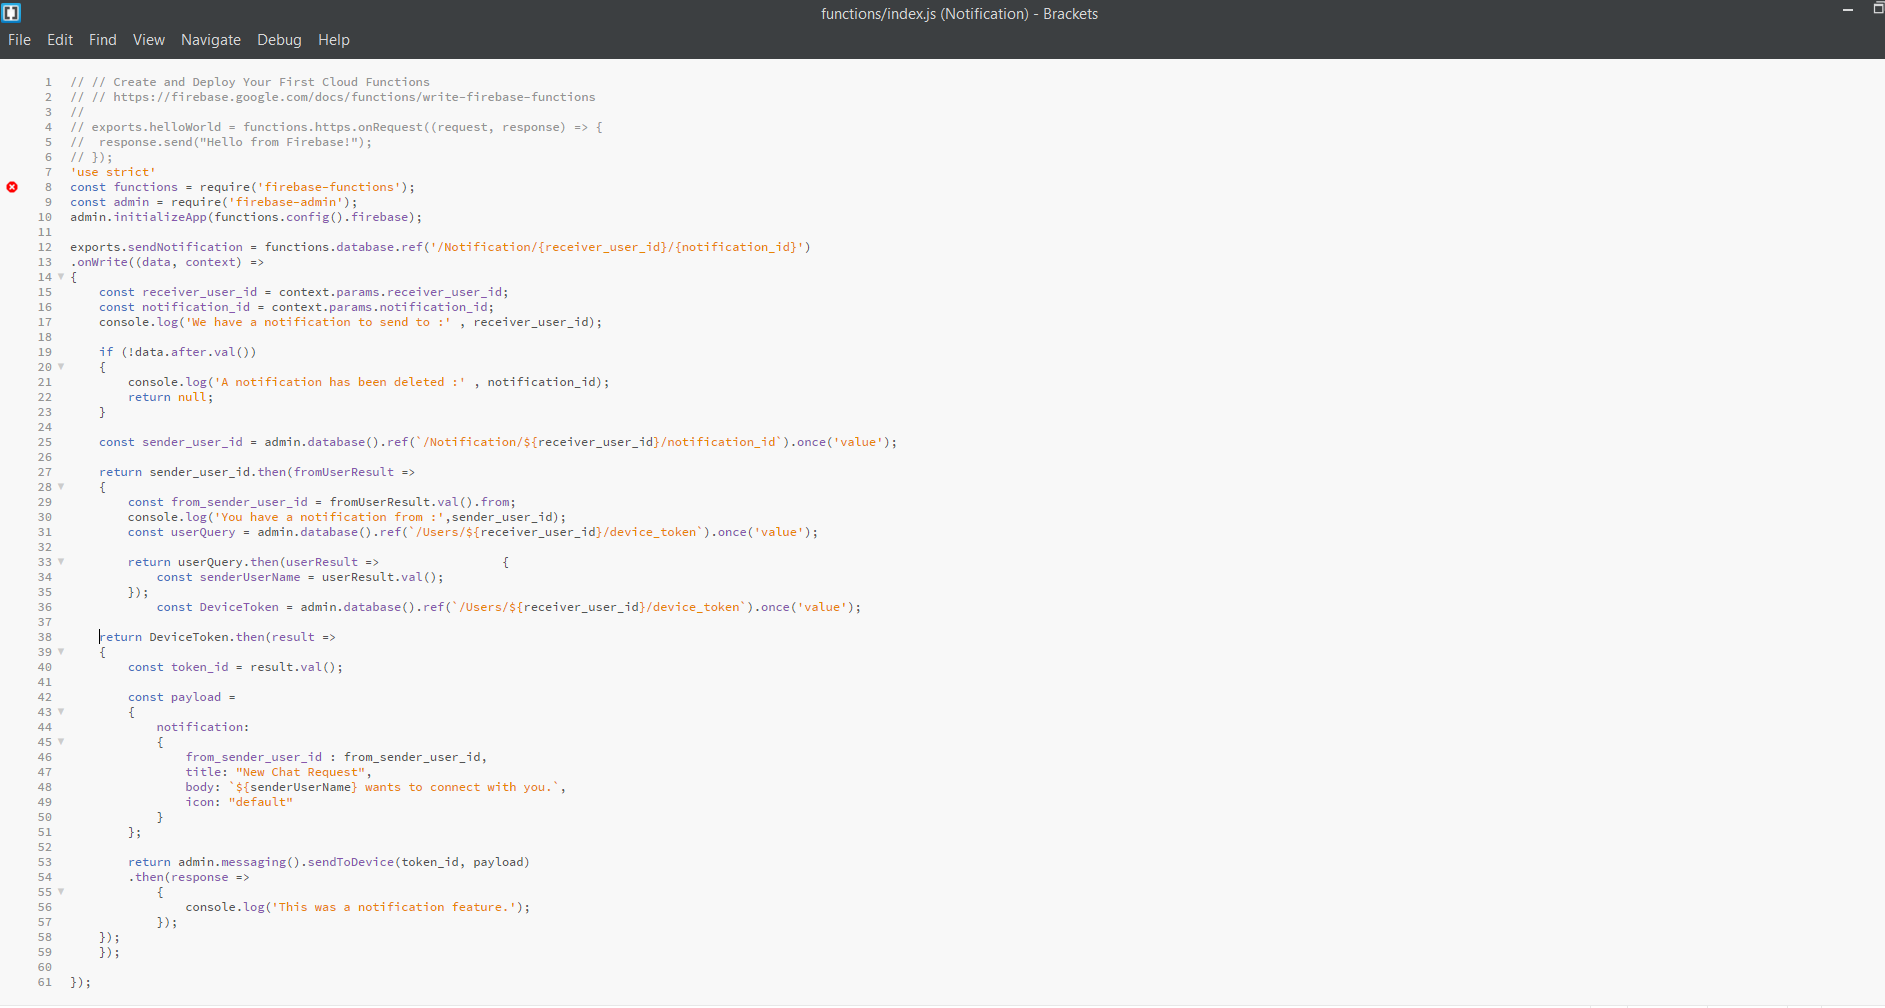 functions/index.js (Notification) - Brackets
File Edit Find View Navigate Debug Help
1 // // Create and Deploy Your First Cloud Functions
2 // // https://firebase.google.com/docs/functions/write-firebase-functions
3 //
4 // exports.helloWorld = functions.https.onRequest((request, response) => {
5 //  response.send("Hello from Firebase!");
6 // });
7 'use strict'
8 const functions = require('firebase-functions');
9 const admin = require('firebase-admin');
10 admin.initializeApp(functions.config().firebase);
11
12 exports.sendNotification = functions.database.ref('/Notification/{receiver_user_id}/{notification_id}')
13 .onWrite((data, context) =>
14 {
15     const receiver_user_id = context.params.receiver_user_id;
16     const notification_id = context.params.notification_id;
17     console.log('We have a notification to send to :' , receiver_user_id);
18
19     if (!data.after.val())
20     {
21         console.log('A notification has been deleted :' , notification_id);
22         return null;
23     }
24
25     const sender_user_id = admin.database().ref(`/Notification/${receiver_user_id}/notification_id`).once('value');
26
27     return sender_user_id.then(fromUserResult =>
28     {
29         const from_sender_user_id = fromUserResult.val().from;
30         console.log('You have a notification from :',sender_user_id);
31         const userQuery = admin.database().ref(`/Users/${receiver_user_id}/device_token`).once('value');
32
33         return userQuery.then(userResult =>                 {
34             const senderUserName = userResult.val();
35         });
36             const DeviceToken = admin.database().ref(`/Users/${receiver_user_id}/device_token`).once('value');
37
38     return DeviceToken.then(result =>
39     {
40         const token_id = result.val();
41
42         const payload =
43         {
44             notification:
45             {
46                 from_sender_user_id : from_sender_user_id,
47                 title: "New Chat Request",
48                 body: `${senderUserName} wants to connect with you.`,
49                 icon: "default"
50             }
51         };
52
53         return admin.messaging().sendToDevice(token_id, payload)
54         .then(response =>
55             {
56                 console.log('This was a notification feature.');
57             });
58     });
59     });
60
61 });